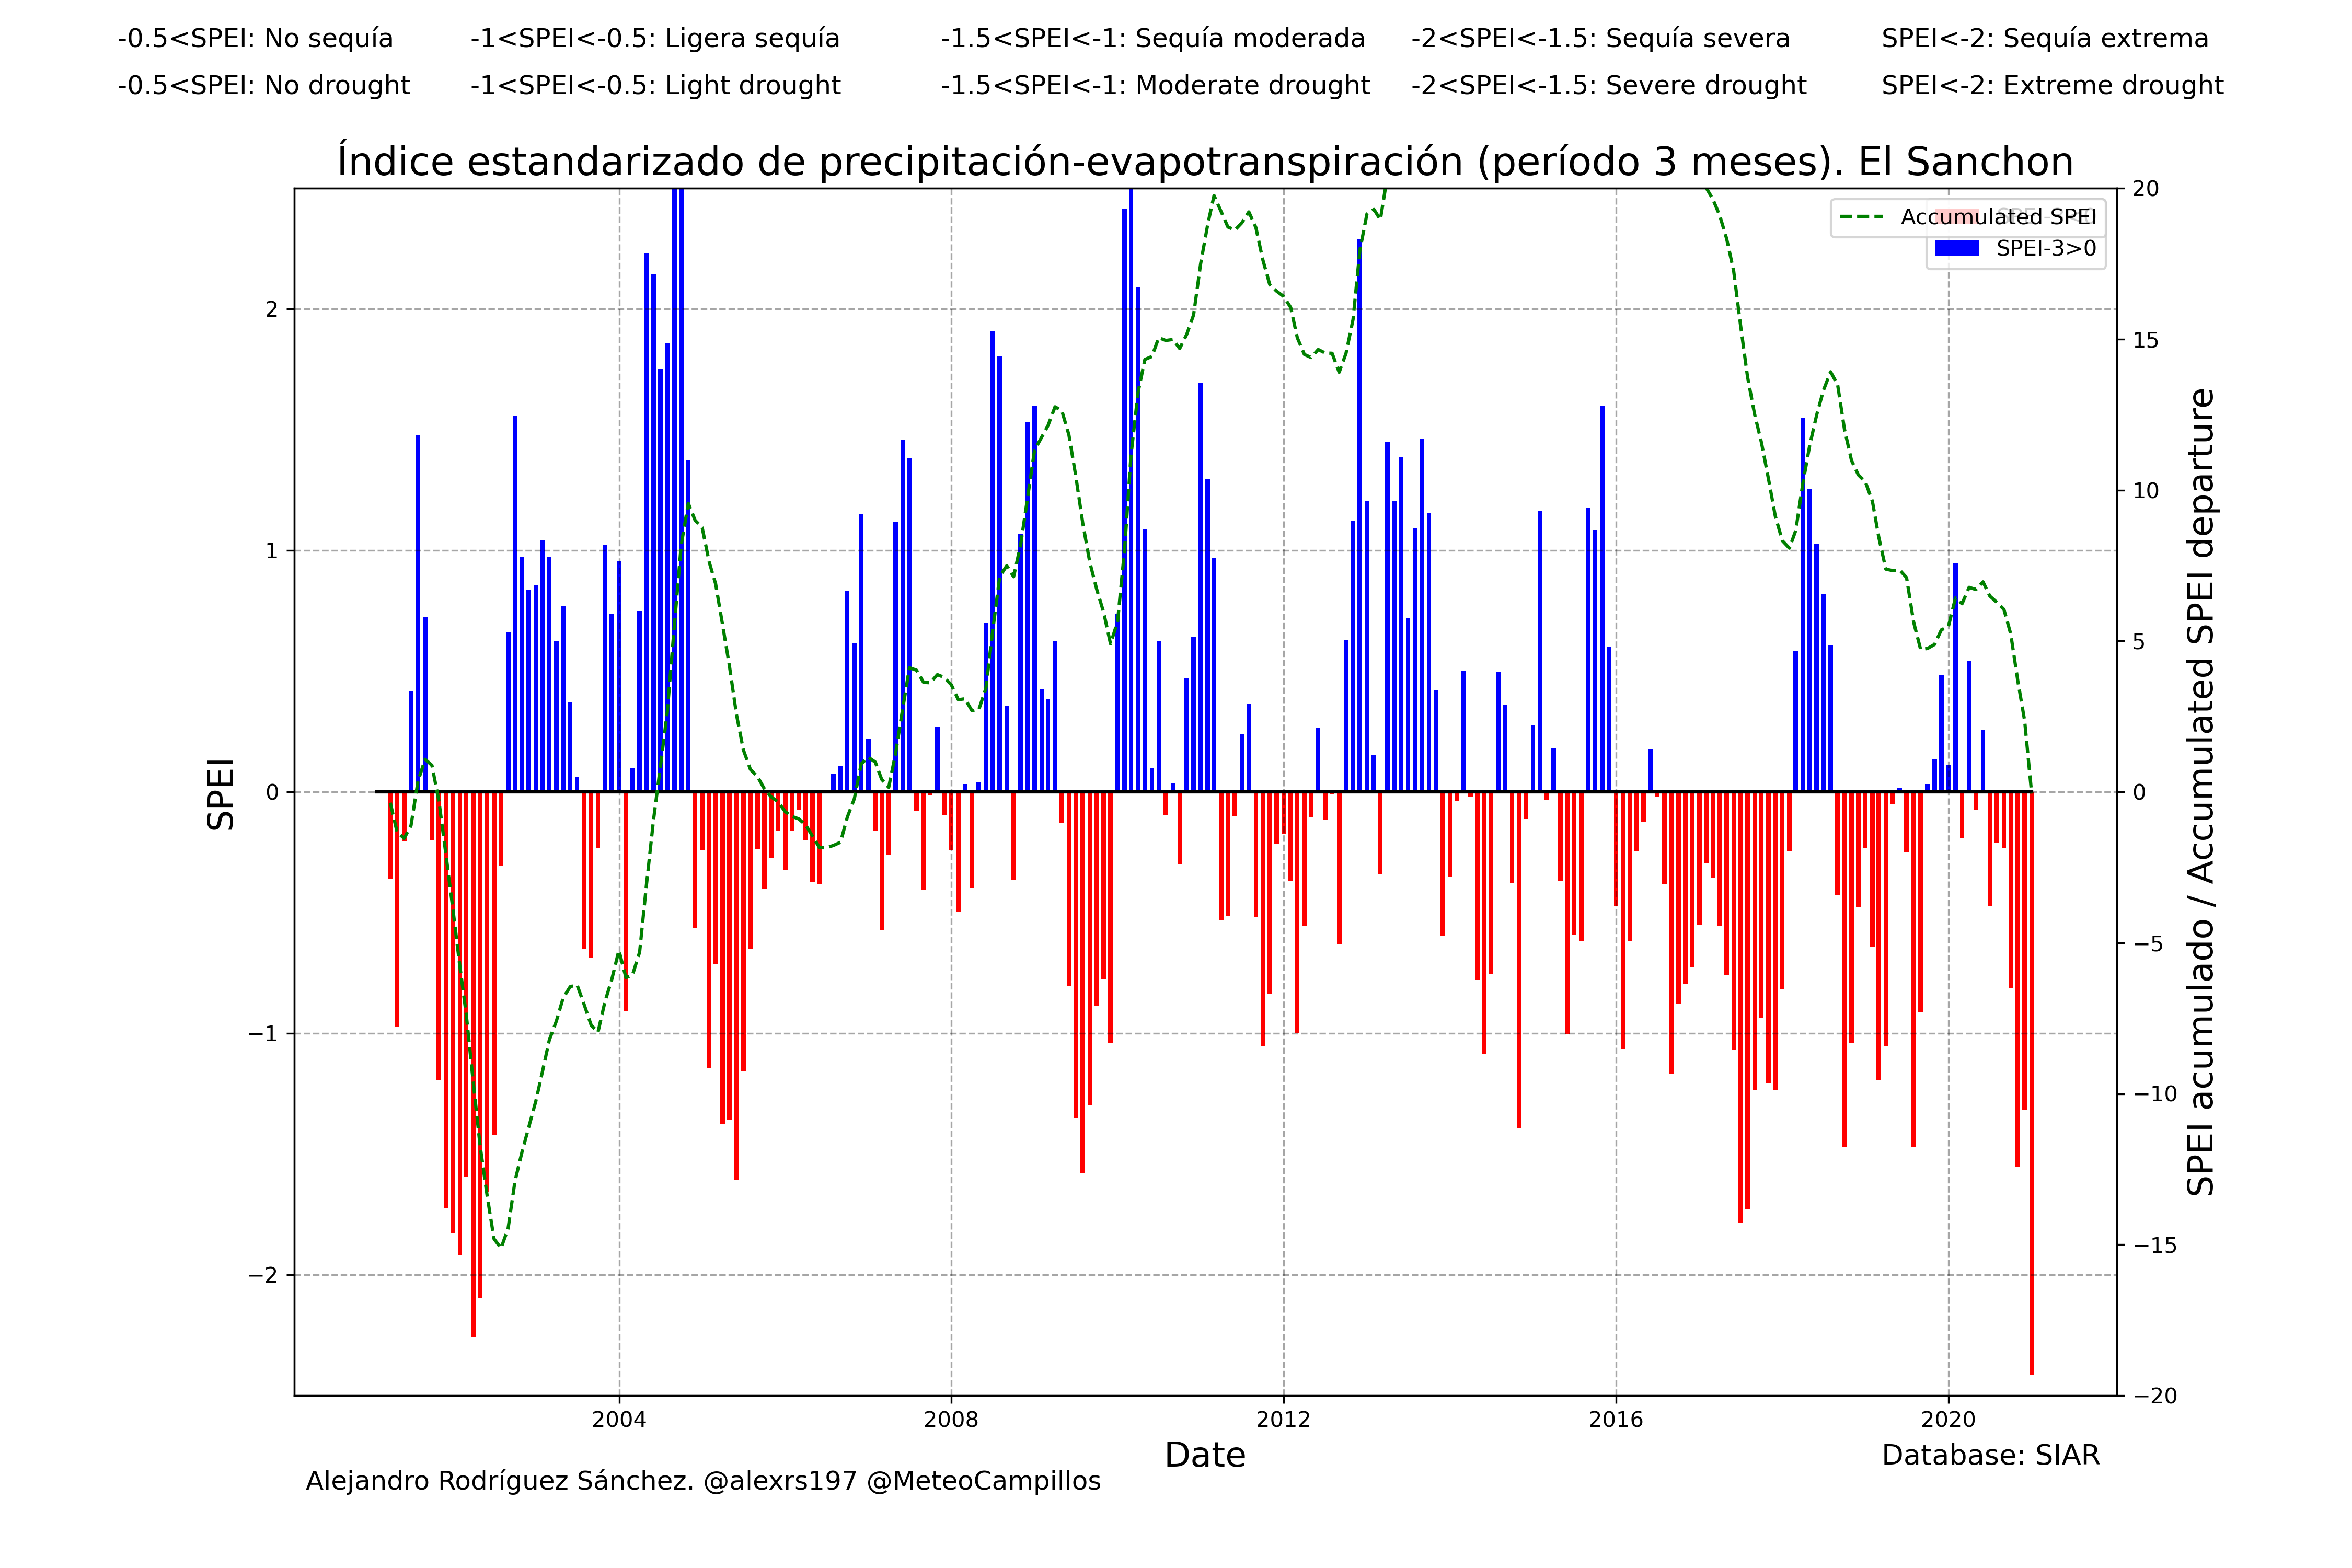 -0.5<SPEI: No sequía -1<SPEI<-0.5: Ligera sequía -1.5<SPEI<-1: Sequía moderada -2<SPEI<-1.5: Sequía severa SPEI<-2: Sequía extrema
-0.5<SPEI: No drought -1<SPEI<-0.5: Light drought -1.5<SPEI<-1: Moderate drought -2<SPEI<-1.5: Severe drought SPEI<-2: Extreme drought
Índice estandarizado de precipitación-evapotranspiración (período 3 meses). El Sanchon
Accumulated SPEI
SPEI-3>0
SPEI
2
1
0
−1
−2
20
15
10
5
0
−5
−10
−15
−20
SPEI acumulado / Accumulated SPEI departure
2004 2008 2012 2016 2020
Date
Database: SIAR
Alejandro Rodríguez Sánchez. @alexrs197 @MeteoCampillos